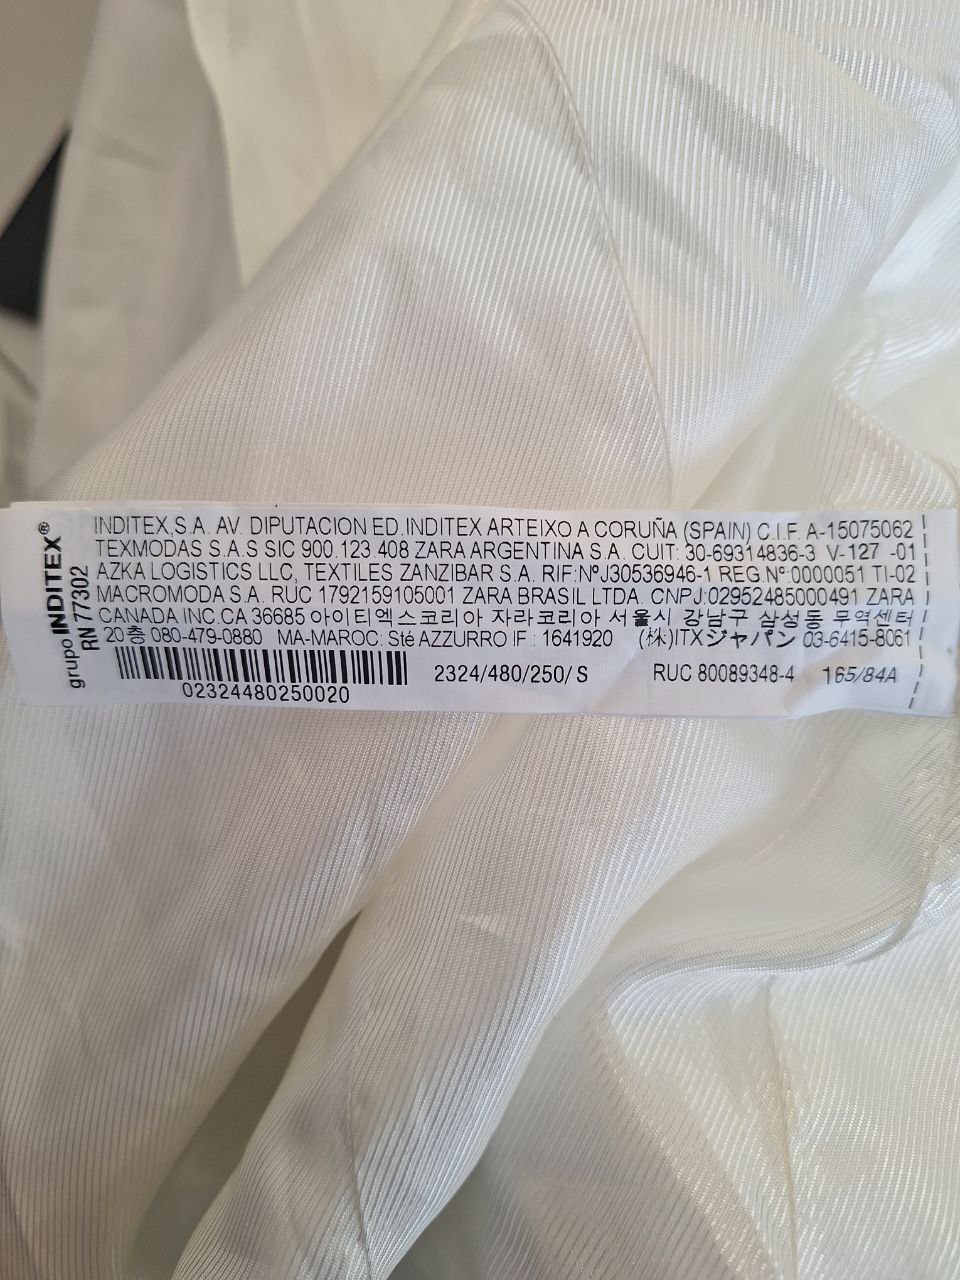 grupo INDITEX®
RN 77302
INDITEX,S.A. AV. DIPUTACION ED.INDITEX ARTEIXO A CORUÑA (SPAIN) C.I.F. A-15075062
TEXMODAS S.A.S SIC 900.123.408 ZARA ARGENTINA S.A. CUIT: 30-69314836-3 V-127 -01
AZKA LOGISTICS LLC, TEXTILES ZANZIBAR S.A. RIF:NºJ30536946-1 REG.Nº:0000051 TI-02
MACROMODA S.A. RUC 1792159105001 ZARA BRASIL LTDA. CNPJ:02952485000491 ZARA
CANADA INC.CA 36685 아이티엑스코리아 자라코리아 서울시 강남구 삼성동 무역센터
20층 080-479-0880 MA-MAROC: Sté AZZURRO IF : 1641920 (株)ITXジャパン 03-6415-8061
02324480250020 2324/480/250/S RUC 80089348-4 165/84A